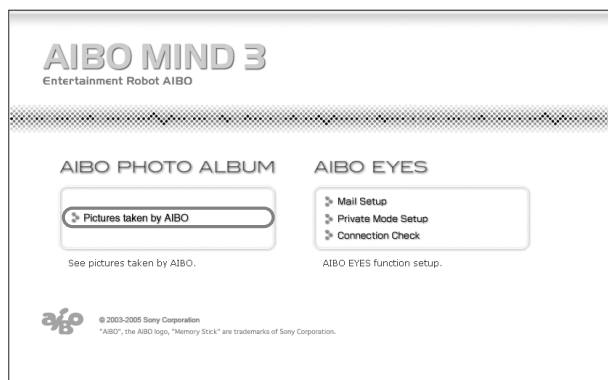 AIBO MIND 3
Entertainment Robot AIBO
AIBO PHOTO ALBUM
Pictures taken by AIBO
See pictures taken by AIBO.
AIBO EYES
Mail Setup
Private Mode Setup
Connection Check
AIBO EYES function setup.
aiBO
© 2003-2005 Sony Corporation
"AIBO", the AIBO logo, "Memory Stick" are trademarks of Sony Corporation.